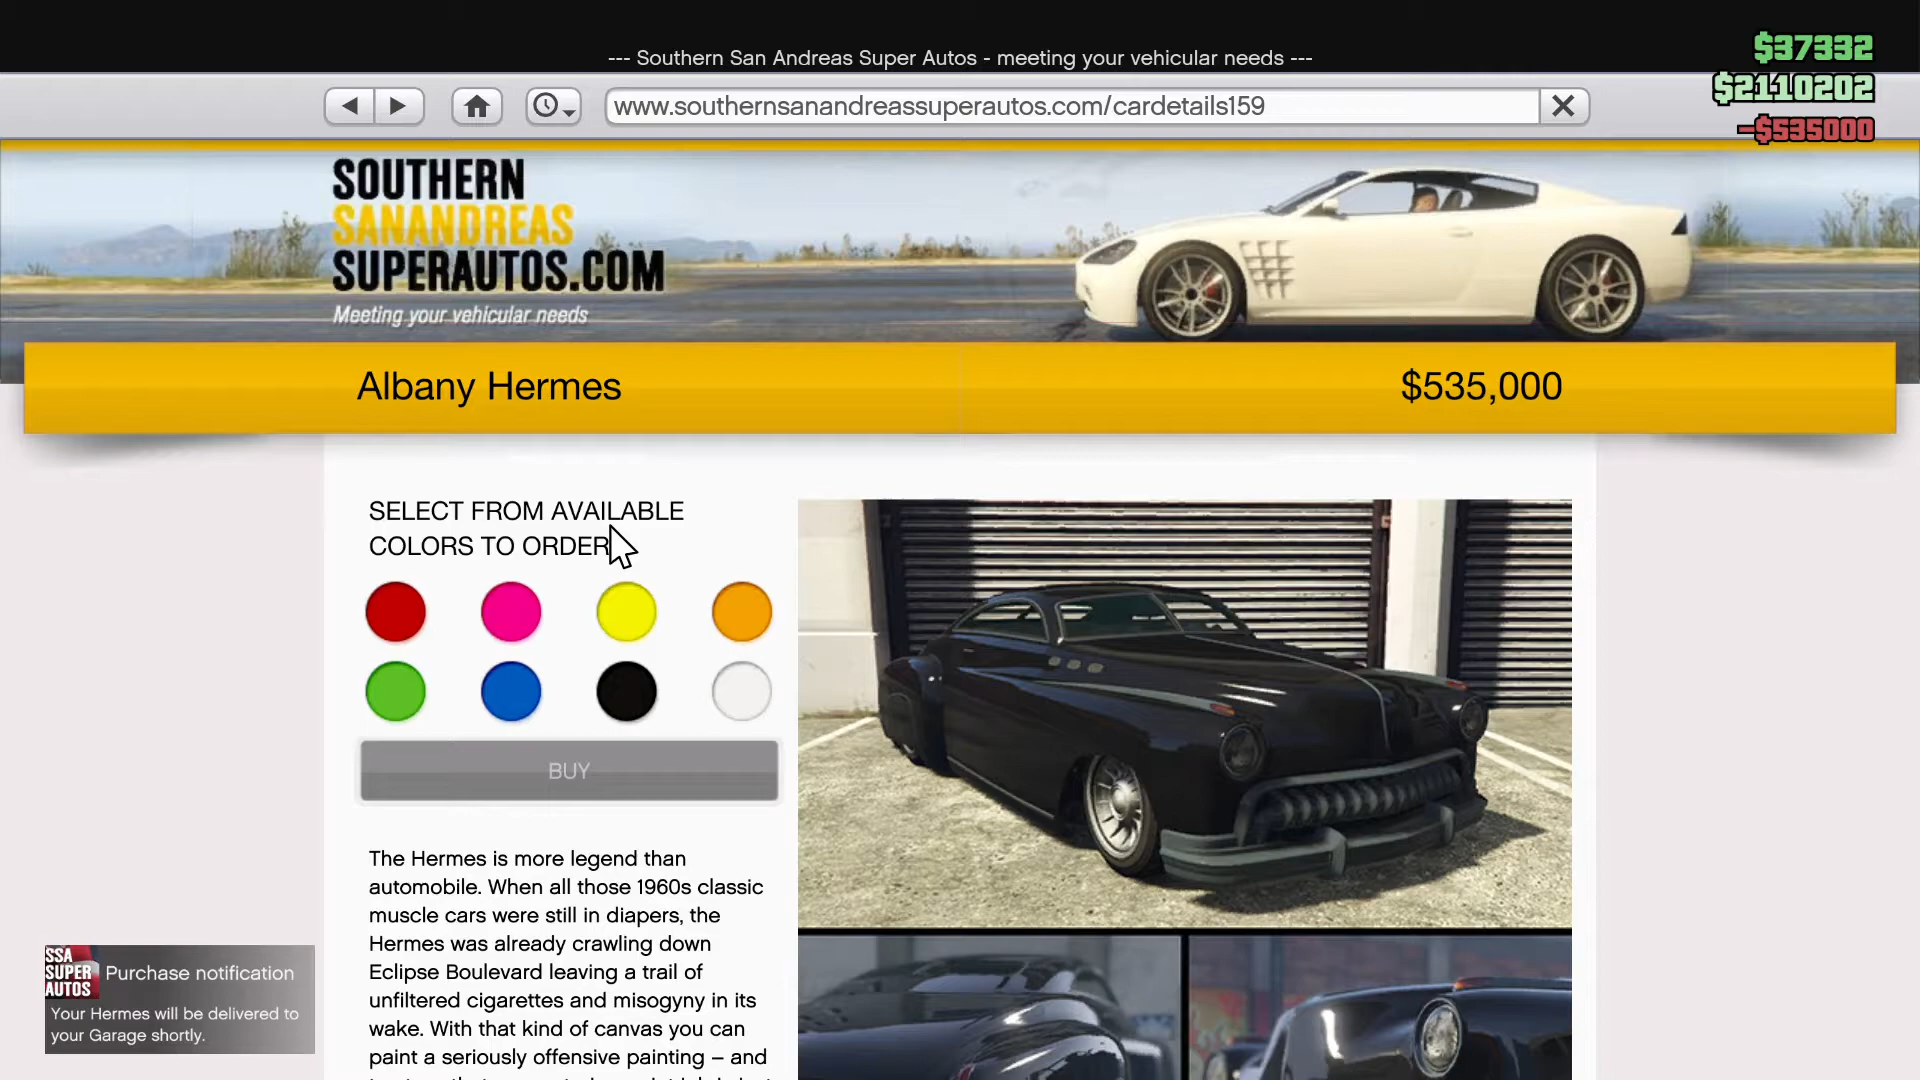 --- Southern San Andreas Super Autos - meeting your vehicular needs ---
$37332
$2110202
-$535000
www.southernsanandreassuperautos.com/cardetails159
SOUTHERN
SANANDREAS
SUPERAUTOS.COM
Meeting your vehicular needs
Albany Hermes
$535,000
SELECT FROM AVAILABLE
COLORS TO ORDER
BUY
The Hermes is more legend than
automobile. When all those 1960s classic
muscle cars were still in diapers, the
Hermes was already crawling down
Eclipse Boulevard leaving a trail of
unfiltered cigarettes and misogyny in its
wake. With that kind of canvas you can
paint a seriously offensive painting – and
SSA
SUPER
AUTOS
Purchase notification
Your Hermes will be delivered to
your Garage shortly.